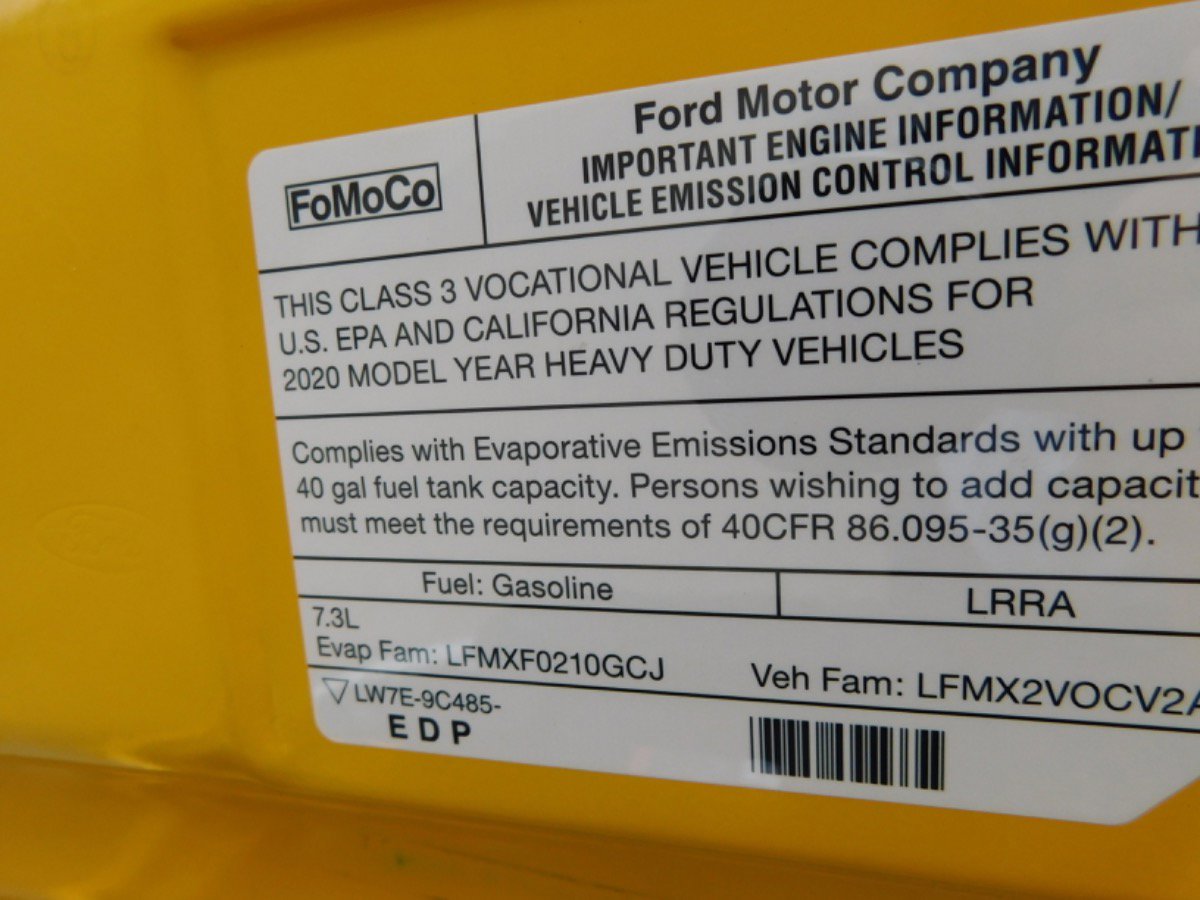 FoMoCo
Ford Motor Company
IMPORTANT ENGINE INFORMATION/
VEHICLE EMISSION CONTROL
THIS CLASS 3 VOCATIONAL VEHICLE COMPLIES WITH
U.S. EPA AND CALIFORNIA REGULATIONS FOR
2020 MODEL YEAR HEAVY DUTY VEHICLES
Complies with Evaporative Emissions Standards with up
40 gal fuel tank capacity. Persons wishing to add
must meet the requirements of 40CFR 86.095-35(g)(2).
Fuel: Gasoline
LRRA
7.3L
Evap Fam: LFMXF0210GCJ
Veh Fam:
LW7E-9C485-
E D P